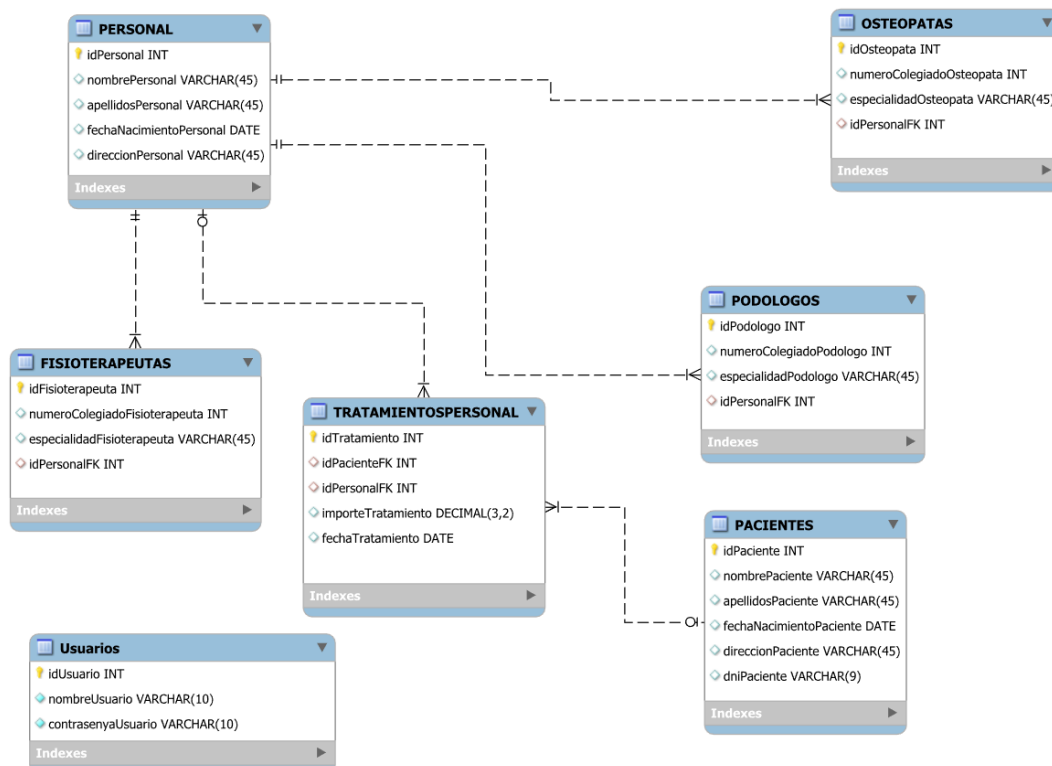 PERSONAL
idPersonal INT
nombrePersonal VARCHAR(45)
apellidosPersonal VARCHAR(45)
fechaNacimientoPersonal DATE
direccionPersonal VARCHAR(45)
Indexes
OSTEOPATAS
idOsteopata INT
numeroColegiadoOsteopata INT
especialidadOsteopata VARCHAR(45)
idPersonalFK INT
Indexes
PODOLOGOS
idPodologo INT
numeroColegiadoPodologo INT
especialidadPodologo VARCHAR(45)
idPersonalFK INT
Indexes
FISIOTERAPEUTAS
idFisioterapeuta INT
numeroColegiadoFisioterapeuta INT
especialidadFisioterapeuta VARCHAR(45)
idPersonalFK INT
Indexes
TRATAMIENTOSPERSONAL
idTratamiento INT
idPacienteFK INT
idPersonalFK INT
importeTratamiento DECIMAL(3,2)
fechaTratamiento DATE
Indexes
PACIENTES
idPaciente INT
nombrePaciente VARCHAR(45)
apellidosPaciente VARCHAR(45)
fechaNacimientoPaciente DATE
direccionPaciente VARCHAR(45)
dniPaciente VARCHAR(9)
Indexes
Usuarios
idUsuario INT
nombreUsuario VARCHAR(10)
contrasenyaUsuario VARCHAR(10)
Indexes